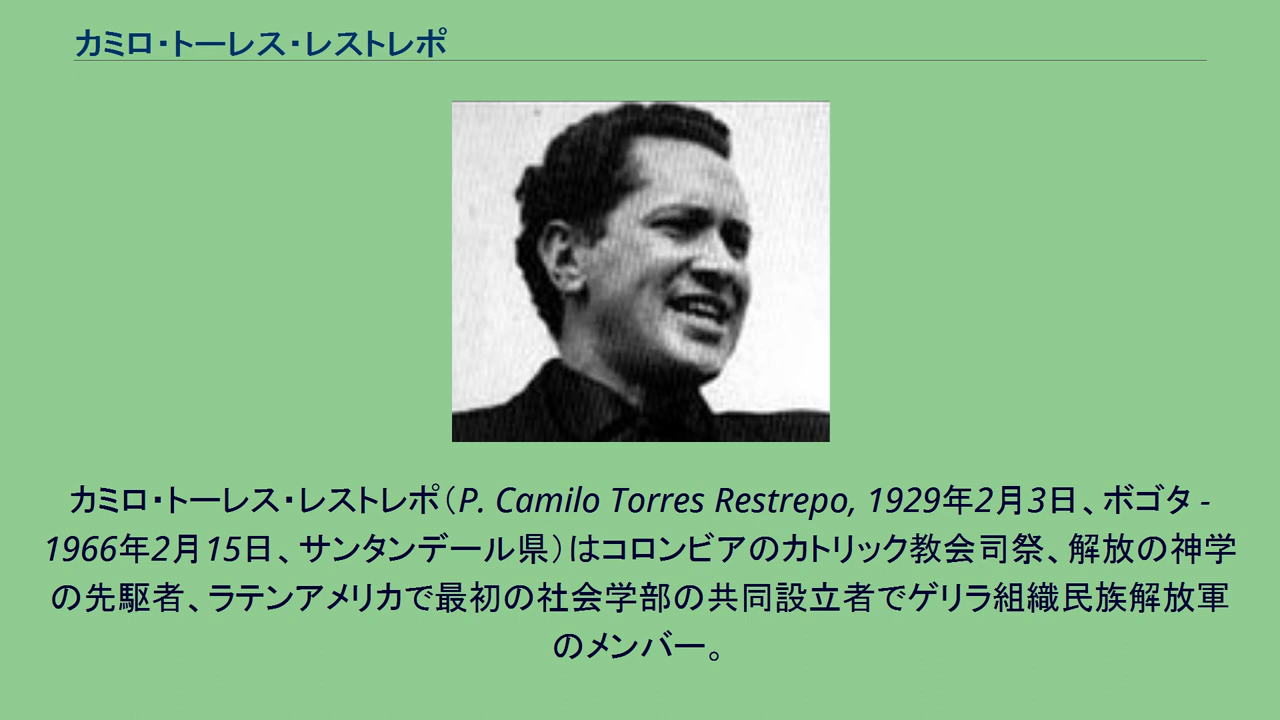 カミロ・トーレス・レストレポ
カミロ・トーレス・レストレポ（P. Camilo Torres Restrepo, 1929年2月3日、ボゴタ -
1966年2月15日、サンタンデール県）はコロンビアのカトリック教会司祭、解放の神学
の先駆者、ラテンアメリカで最初の社会学部の共同設立者でゲリラ組織民族解放軍
のメンバー。